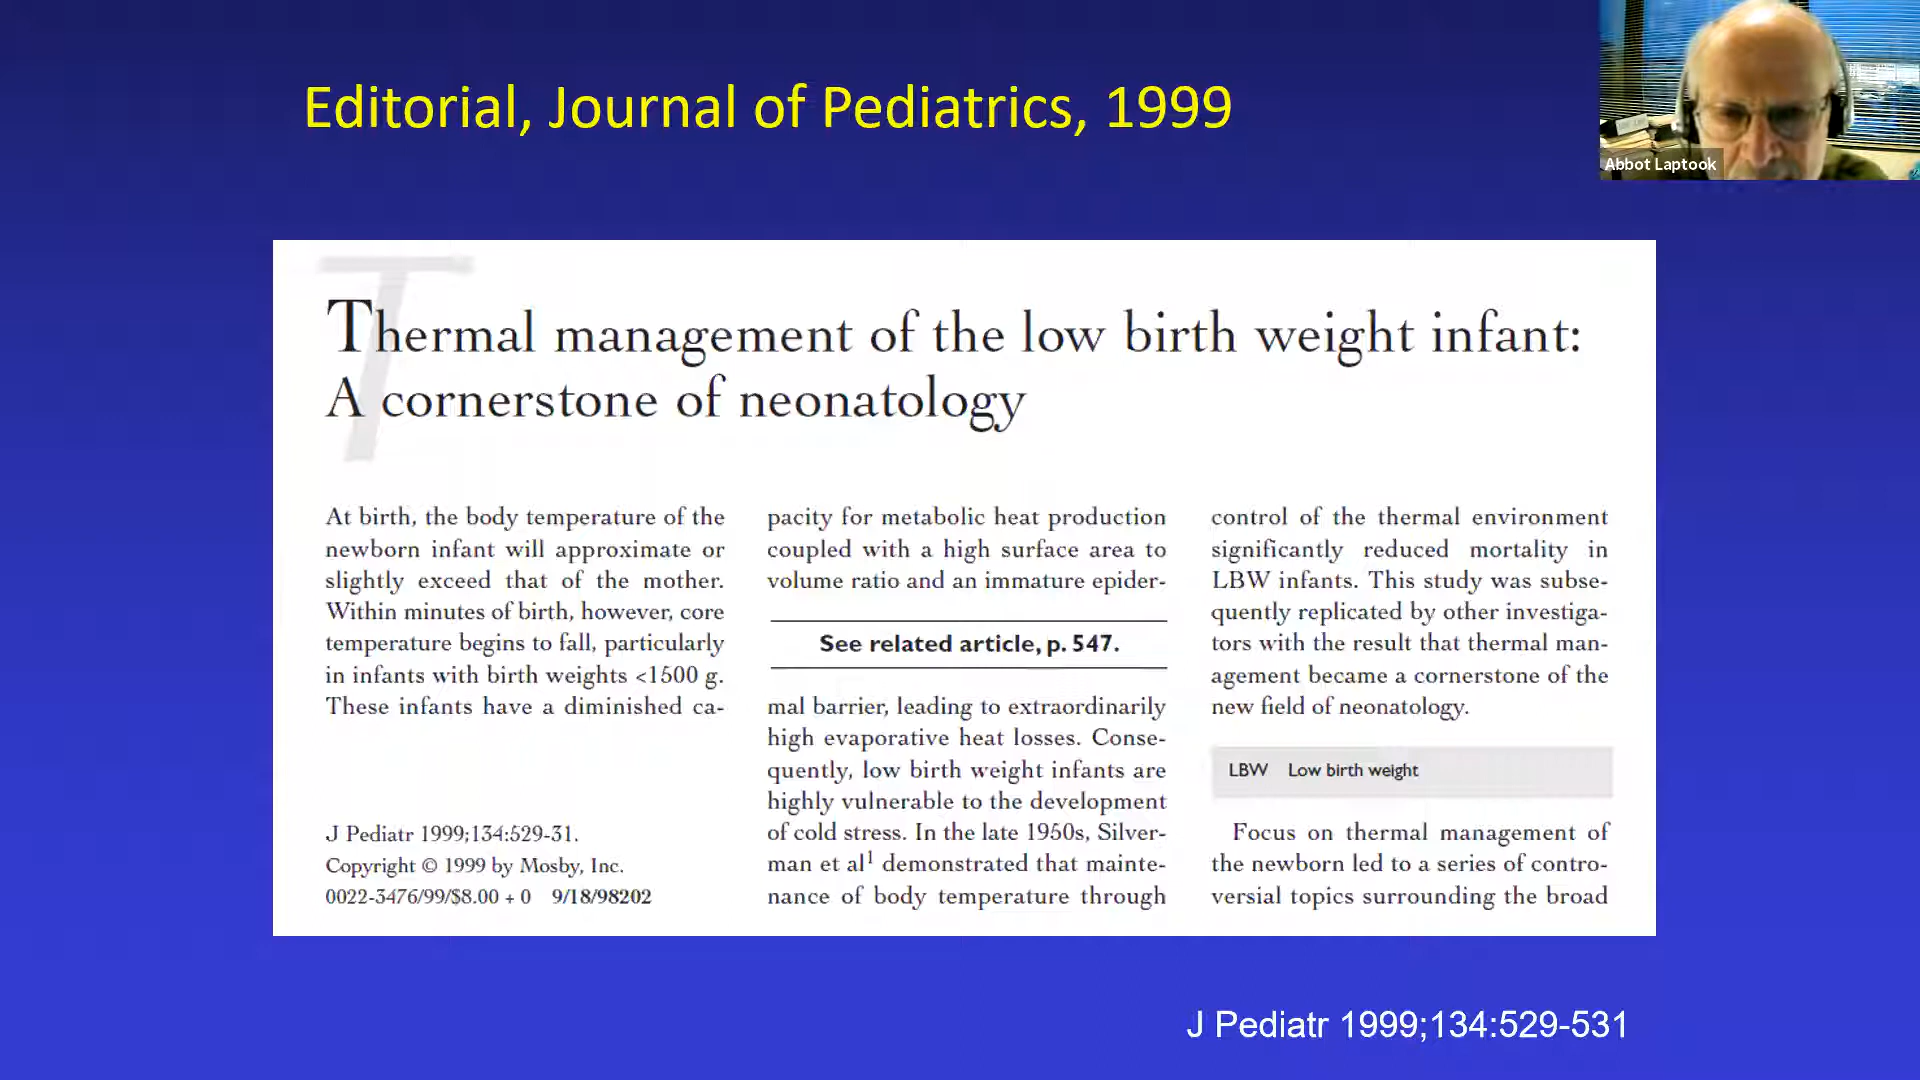 Editorial, Journal of Pediatrics, 1999
Abbot Laptook
Thermal management of the low birth weight infant:
A cornerstone of neonatology
At birth, the body temperature of the
newborn infant will approximate or
slightly exceed that of the mother.
Within minutes of birth, however, core
temperature begins to fall, particularly
in infants with birth weights <1500 g.
These infants have a diminished ca-
J Pediatr 1999;134:529-31.
Copyright © 1999 by Mosby, Inc.
0022-3476/99/$8.00 + 0 9/18/98202
pacity for metabolic heat production
coupled with a high surface area to
volume ratio and an immature epider-
See related article, p. 547.
mal barrier, leading to extraordinarily
high evaporative heat losses. Conse-
quently, low birth weight infants are
highly vulnerable to the development
of cold stress. In the late 1950s, Silver-
man et al1 demonstrated that mainte-
nance of body temperature through
control of the thermal environment
significantly reduced mortality in
LBW infants. This study was subse-
quently replicated by other investiga-
tors with the result that thermal man-
agement became a cornerstone of the
new field of neonatology.
LBW Low birth weight
Focus on thermal management of
the newborn led to a series of contro-
versial topics surrounding the broad
J Pediatr 1999;134:529-531